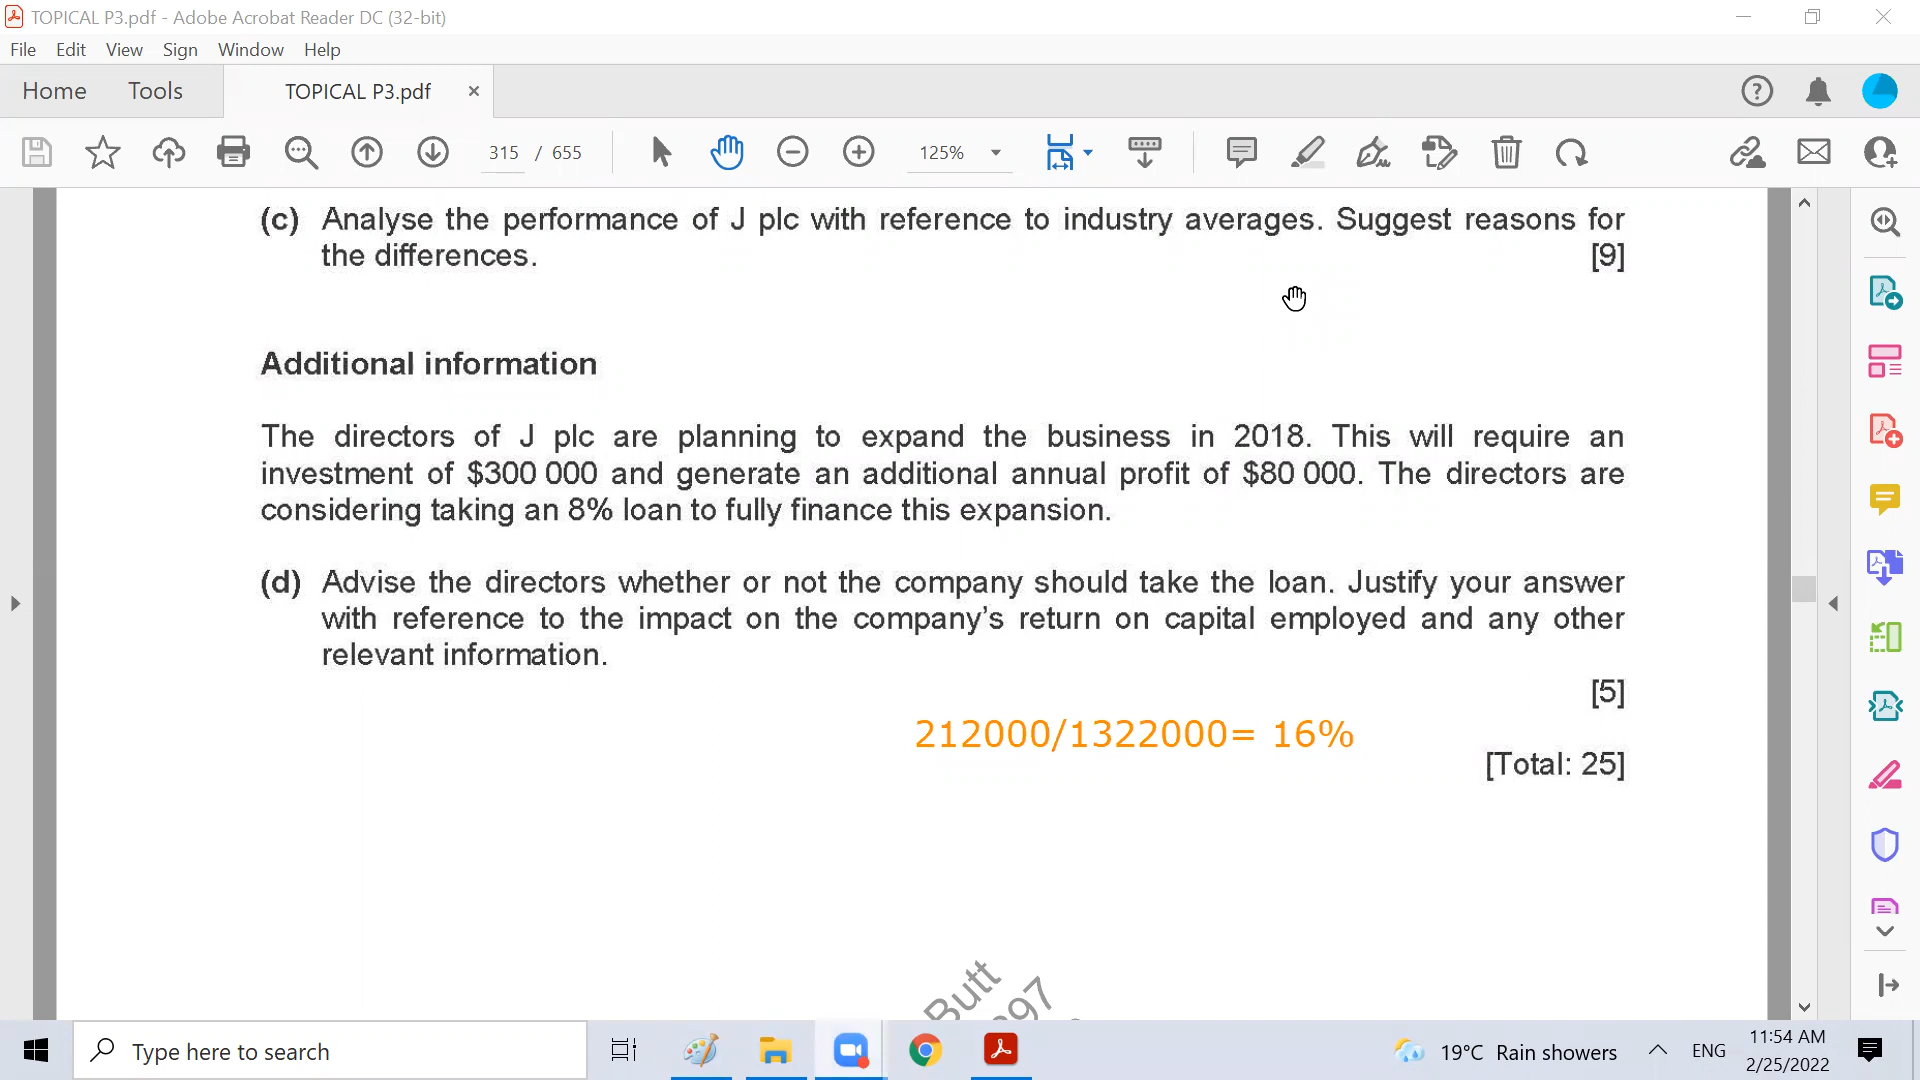 TOPICAL P3.pdf - Adobe Acrobat Reader DC (32-bit)
File Edit View Sign Window Help
Home Tools TOPICAL P3.pdf ×
315 / 655 125%
(c) Analyse the performance of J plc with reference to industry averages. Suggest reasons for
the differences. [9]
Additional information
The directors of J plc are planning to expand the business in 2018. This will require an
investment of $300 000 and generate an additional annual profit of $80 000. The directors are
considering taking an 8% loan to fully finance this expansion.
(d) Advise the directors whether or not the company should take the loan. Justify your answer
with reference to the impact on the company's return on capital employed and any other
relevant information.
[5]
212000/1322000= 16%
[Total: 25]
Butt
Type here to search
19°C Rain showers
ENG
11:54 AM
2/25/2022